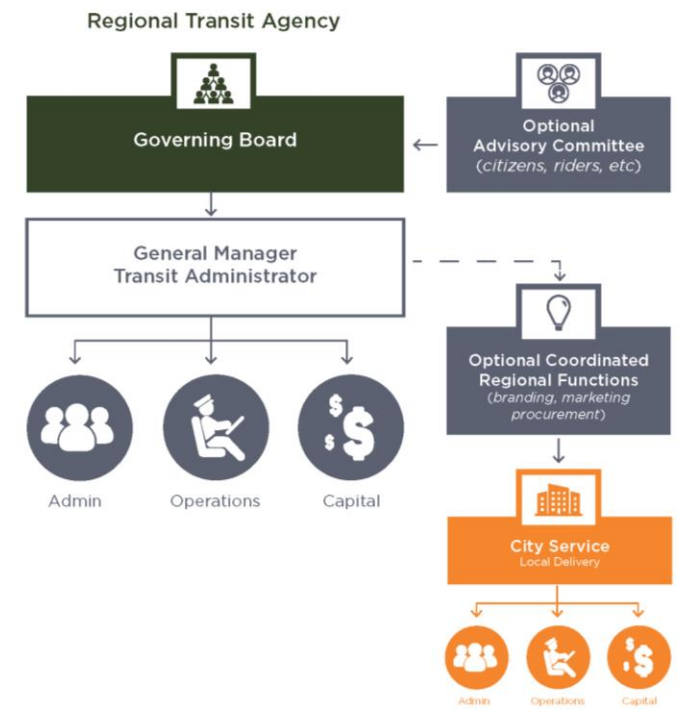 Regional Transit Agency
Governing Board
Optional
Advisory Committee
(citizens, riders, etc)
General Manager
Transit Administrator
Optional Coordinated
Regional Functions
(branding, marketing
procurement)
Admin
Operations
Capital
City Service
Local Delivery
Admin
Operations
Capital